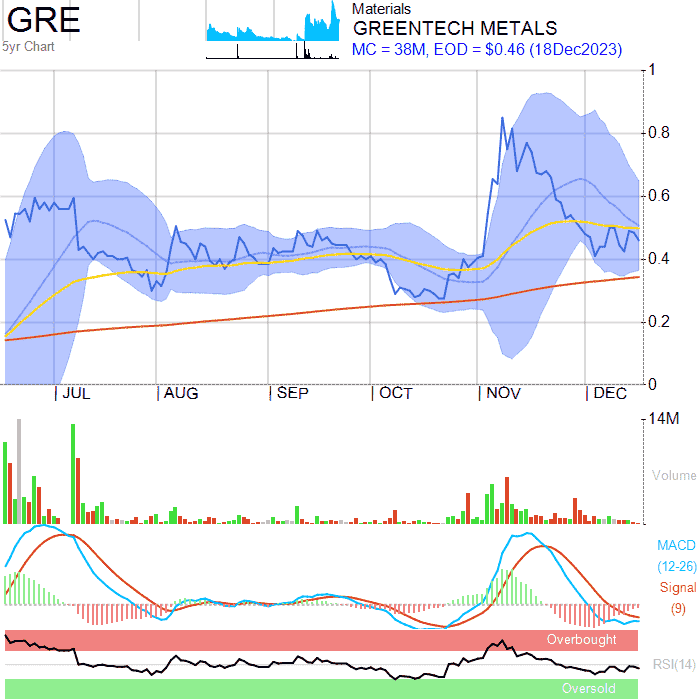 GRE
5yr Chart
Materials
GREENTECH METALS
MC = 38M, EOD = $0.46 (18Dec2023)
1
0.8
0.6
0.4
0.2
0
JUL AUG SEP OCT NOV DEC
14M
Volume
MACD
(12-26)
Signal
(9)
Overbought
RSI(14)
Oversold